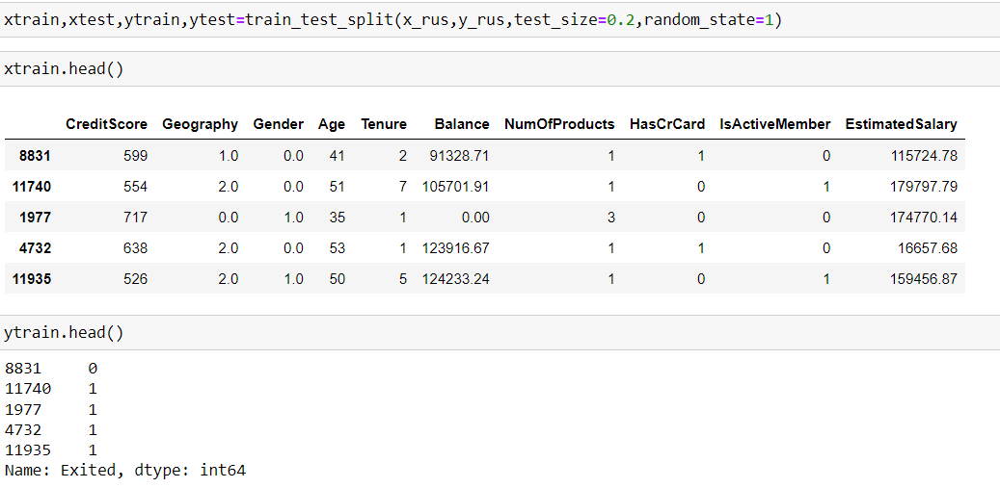 xtrain,xtest,ytrain,ytest=train_test_split(x_rus,y_rus,test_size=0.2,random_state=1)
xtrain.head()
CreditScore Geography Gender Age Tenure Balance NumOfProducts HasCrCard IsActiveMember EstimatedSalary
8831 599 1.0 0.0 41 2 91328.71 1 1 0 115724.78
11740 554 2.0 0.0 51 7 105701.91 1 0 1 179797.79
1977 717 0.0 1.0 35 1 0.00 3 0 0 174770.14
4732 638 2.0 0.0 53 1 123916.67 1 1 0 16657.68
11935 526 2.0 1.0 50 5 124233.24 1 0 1 159456.87
ytrain.head()
8831 0
11740 1
1977 1
4732 1
11935 1
Name: Exited, dtype: int64